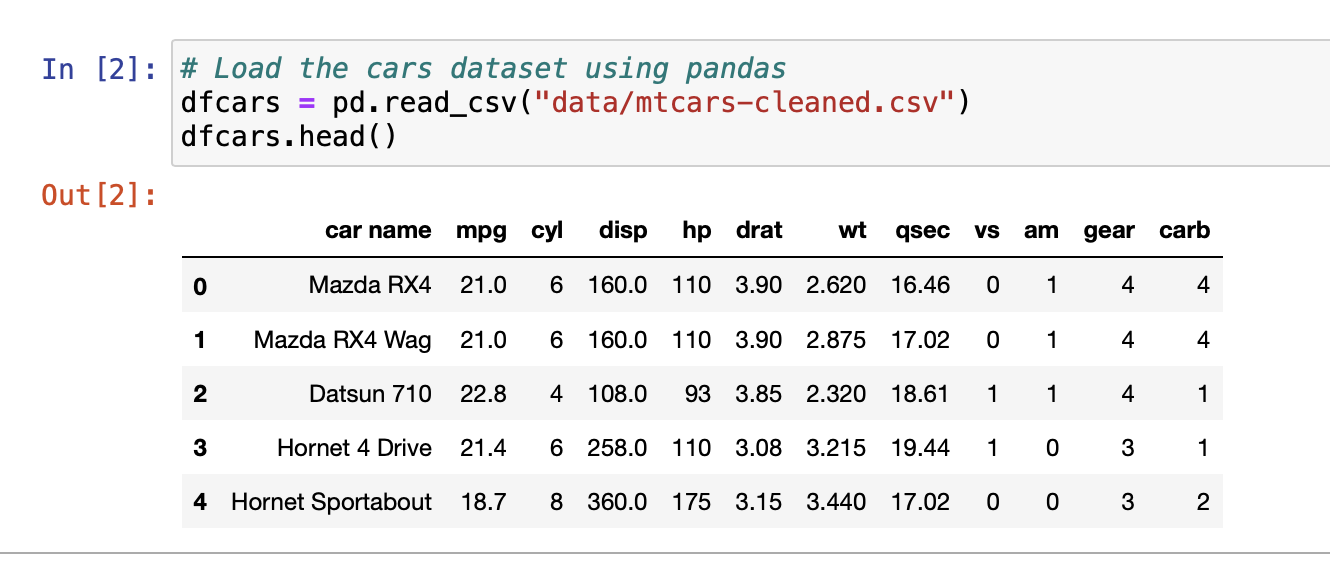 In [2]: # Load the cars dataset using pandas
dfcars = pd.read_csv("data/mtcars-cleaned.csv")
dfcars.head()
Out[2]:
car name mpg cyl disp hp drat wt qsec vs am gear carb
0 Mazda RX4 21.0 6 160.0 110 3.90 2.620 16.46 0 1 4 4
1 Mazda RX4 Wag 21.0 6 160.0 110 3.90 2.875 17.02 0 1 4 4
2 Datsun 710 22.8 4 108.0 93 3.85 2.320 18.61 1 1 4 1
3 Hornet 4 Drive 21.4 6 258.0 110 3.08 3.215 19.44 1 0 3 1
4 Hornet Sportabout 18.7 8 360.0 175 3.15 3.440 17.02 0 0 3 2